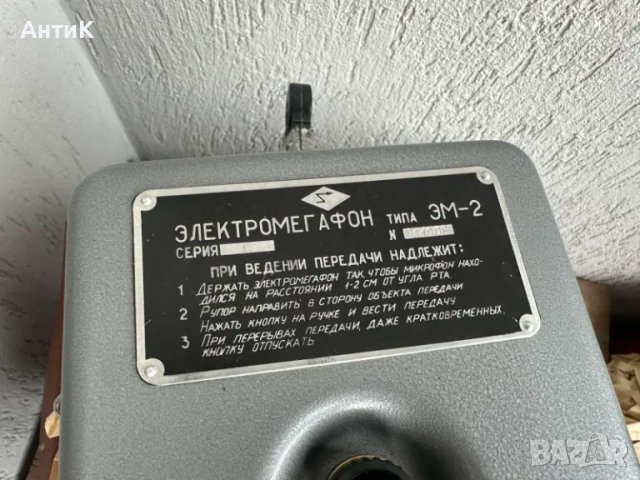 АнтиК
ЭЛЕКТРОМЕГАФОН ТИПА ЭМ-2
СЕРИЯ А N
ПРИ ВЕДЕНИИ ПЕРЕДАЧИ НАДЛЕЖИТ:
1 ДЕРЖАТЬ ЭЛЕКТРОМЕГАФОН ТАК, ЧТОБЫ МИКРОФОН НАХО-
ДИЛСЯ НА РАССТОЯНИИ 1-2 СМ ОТ УГЛА РТА.
2 РУПОР НАПРАВИТЬ В СТОРОНУ ОБЪЕКТА ПЕРЕДАЧИ
НАЖАТЬ КНОПКУ НА РУЧКЕ И ВЕСТИ ПЕРЕДАЧУ
3 ПРИ ПЕРЕРЫВАХ ПЕРЕДАЧИ, ДАЖЕ КРАТКОВРЕМЕННЫХ,
КНОПКУ ОТПУСКАТЬ
BAZAR